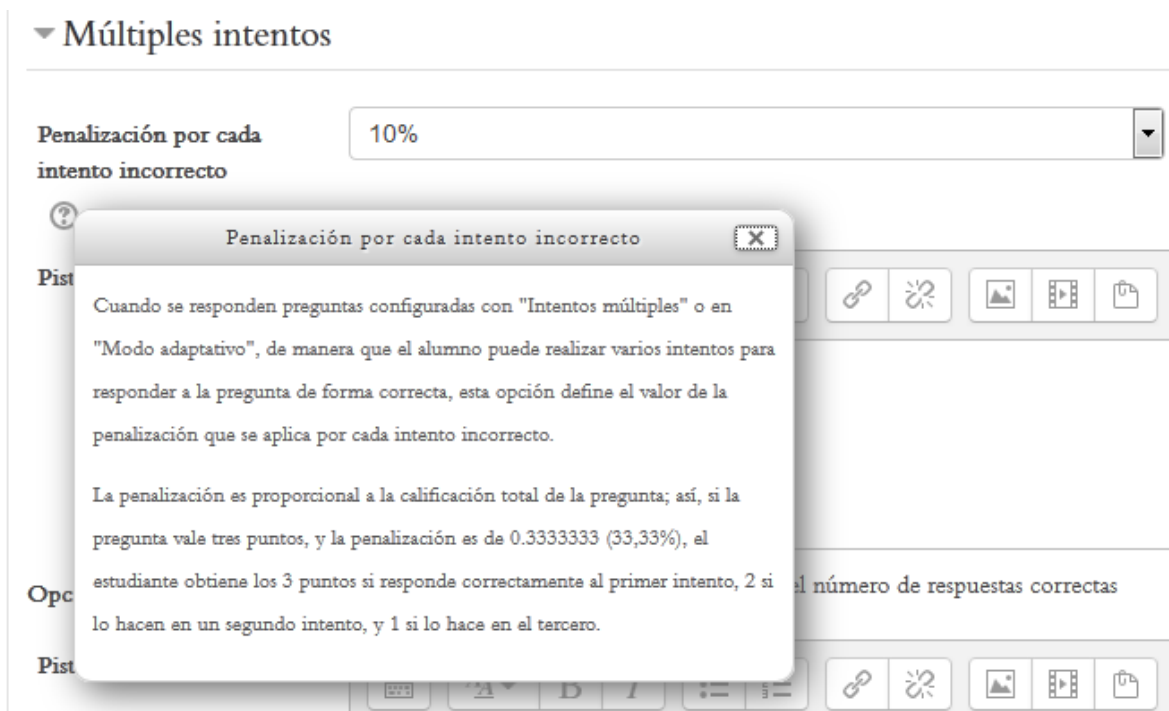 Múltiples intentos
Penalización por cada
intento incorrecto
10%
Penalización por cada intento incorrecto
Cuando se responden preguntas configuradas con "Intentos múltiples" o en
"Modo adaptativo", de manera que el alumno puede realizar varios intentos para
responder a la pregunta de forma correcta, esta opción define el valor de la
penalización que se aplica por cada intento incorrecto.
La penalización es proporcional a la calificación total de la pregunta; así, si la
pregunta vale tres puntos, y la penalización es de 0.3333333 (33,33%), el
estudiante obtiene los 3 puntos si responde correctamente al primer intento, 2 si
lo hacen en un segundo intento, y 1 si lo hace en el tercero.
Pist
Opc
el número de respuestas correctas
Pist
A B I